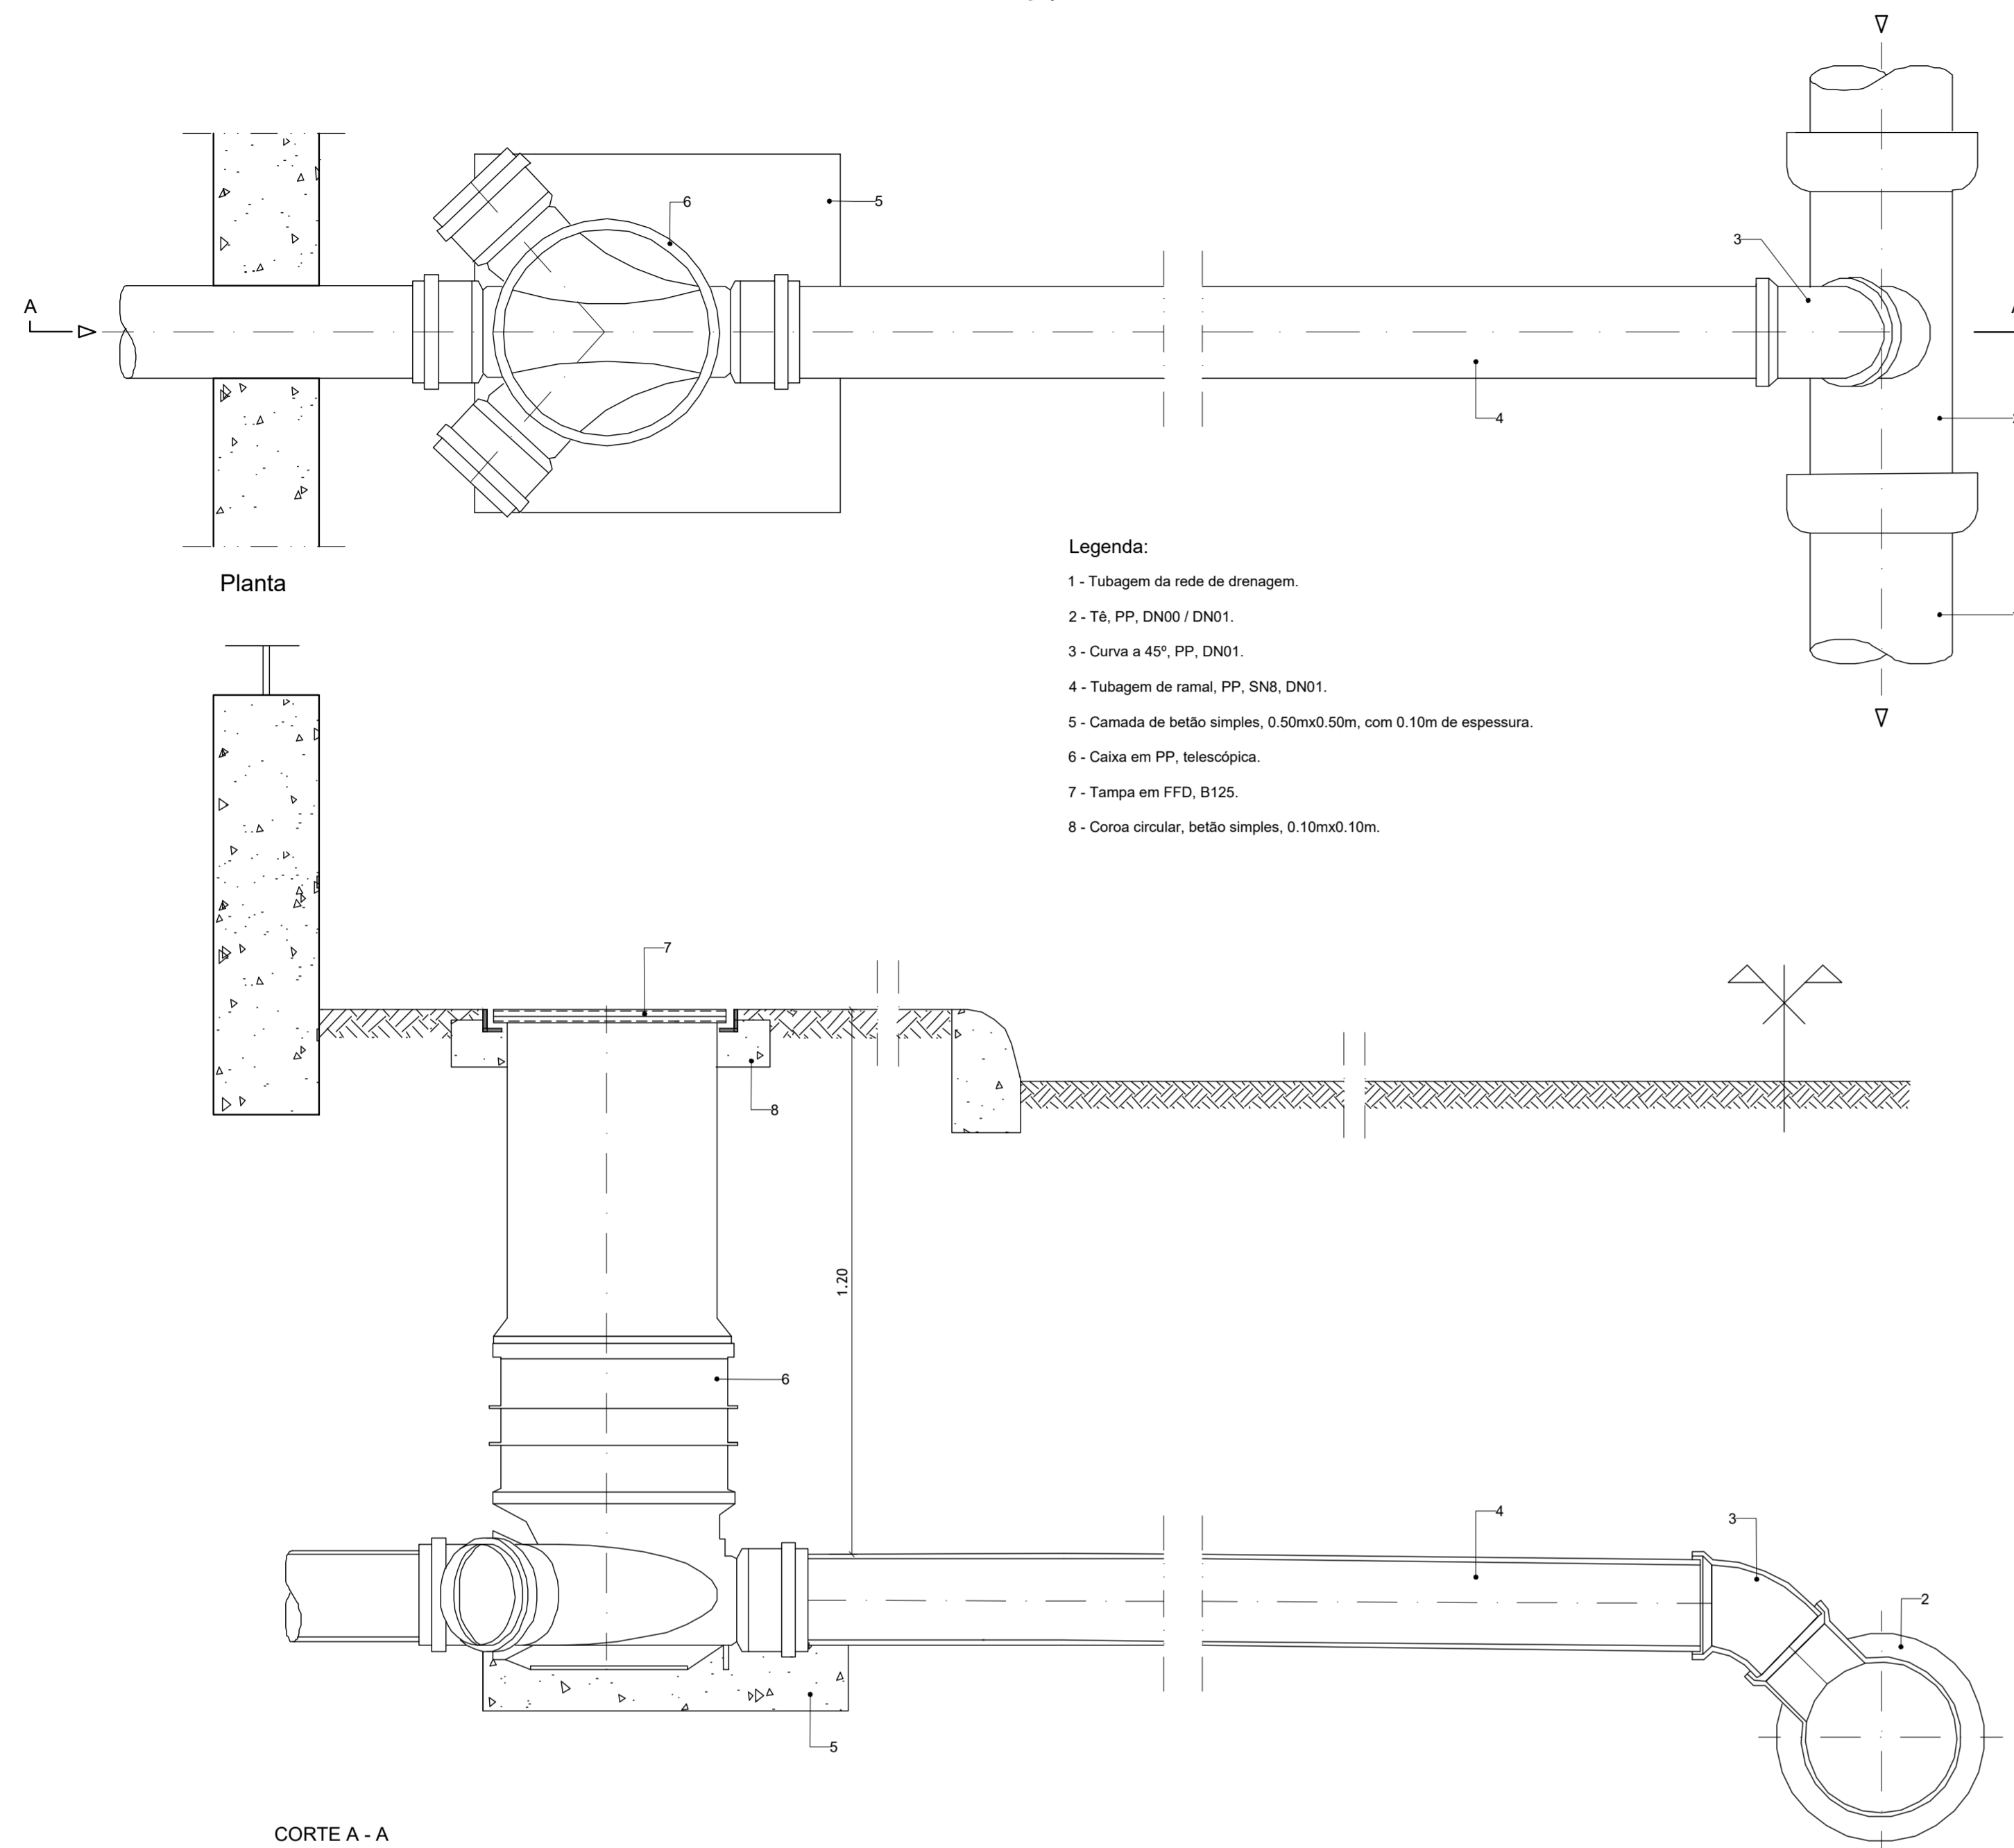 6
5
3
A
4
Legenda:
1 - Tubagem da rede de drenagem.
2 - Tê, PP, DN00 / DN01.
3 - Curva a 45º, PP, DN01.
4 - Tubagem de ramal, PP, SN8, DN01.
5 - Camada de betão simples, 0.50mx0.50m, com 0.10m de espessura.
6 - Caixa em PP, telescópica.
7 - Tampa em FFD, B125.
8 - Coroa circular, betão simples, 0.10mx0.10m.
Planta
7
8
1.20
6
4
3
2
5
CORTE A - A